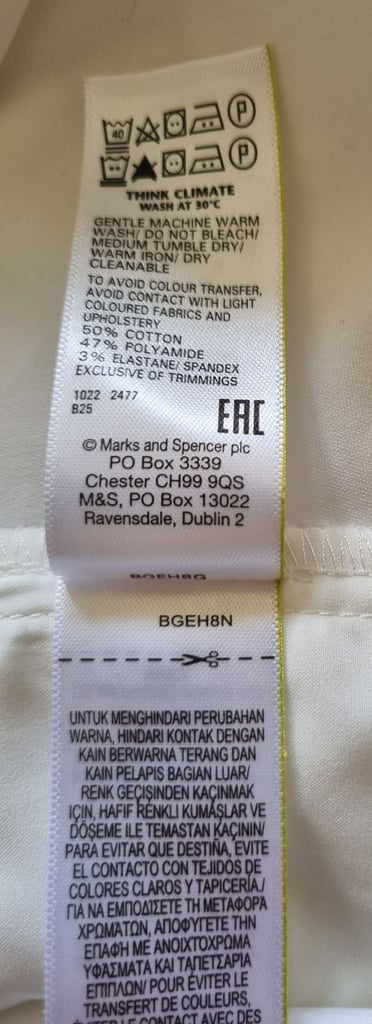 40 P
P
THINK CLIMATE
WASH AT 30°C
GENTLE MACHINE WARM
WASH/ DO NOT BLEACH/
MEDIUM TUMBLE DRY/
WARM IRON/ DRY
CLEANABLE
TO AVOID COLOUR TRANSFER,
AVOID CONTACT WITH LIGHT
COLOURED FABRICS AND
UPHOLSTERY
50% COTTON
47% POLYAMIDE
3% ELASTANE/ SPANDEX
EXCLUSIVE OF TRIMMINGS
1022 2477
B25
EAC
© Marks and Spencer plc
PO Box 3339
Chester CH99 9QS
M&S, PO Box 13022
Ravensdale, Dublin 2
BGEH8N
UNTUK MENGHINDARI PERUBAHAN
WARNA, HINDARI KONTAK DENGAN
KAIN BERWARNA TERANG DAN
KAIN PELAPIS BAGIAN LUAR/
RENK GEÇİŞİNDEN KAÇINMAK
İÇİN, HAFİF RENKLİ KUMAŞLAR VE
DÖŞEME İLE TEMASTAN KAÇININ/
PARA EVITAR QUE DESTIÑA, EVITE
EL CONTACTO CON TEJIDOS DE
COLORES CLAROS Y TAPICERÍA./
ΓΙΑ ΝΑ ΕΜΠΟΔΙΣΕΤΕ ΤΗ ΜΕΤΑΦΟΡΑ
ΧΡΩΜΑΤΩΝ, ΑΠΟΦΥΓΕΤΕ ΤΗΝ
ΕΠΑΦΗ ΜΕ ΑΝΟΙΧΤΟΧΡΩΜΑ
ΥΦΑΣΜΑΤΑ ΚΑΙ ΤΑΠΕΤΣΑΡΙΑ
ΕΠΙΠΛΩΝ/ POUR ÉVITER LE
TRANSFERT DE COULEURS,
ÉVITER LE CONTACT AVEC DES